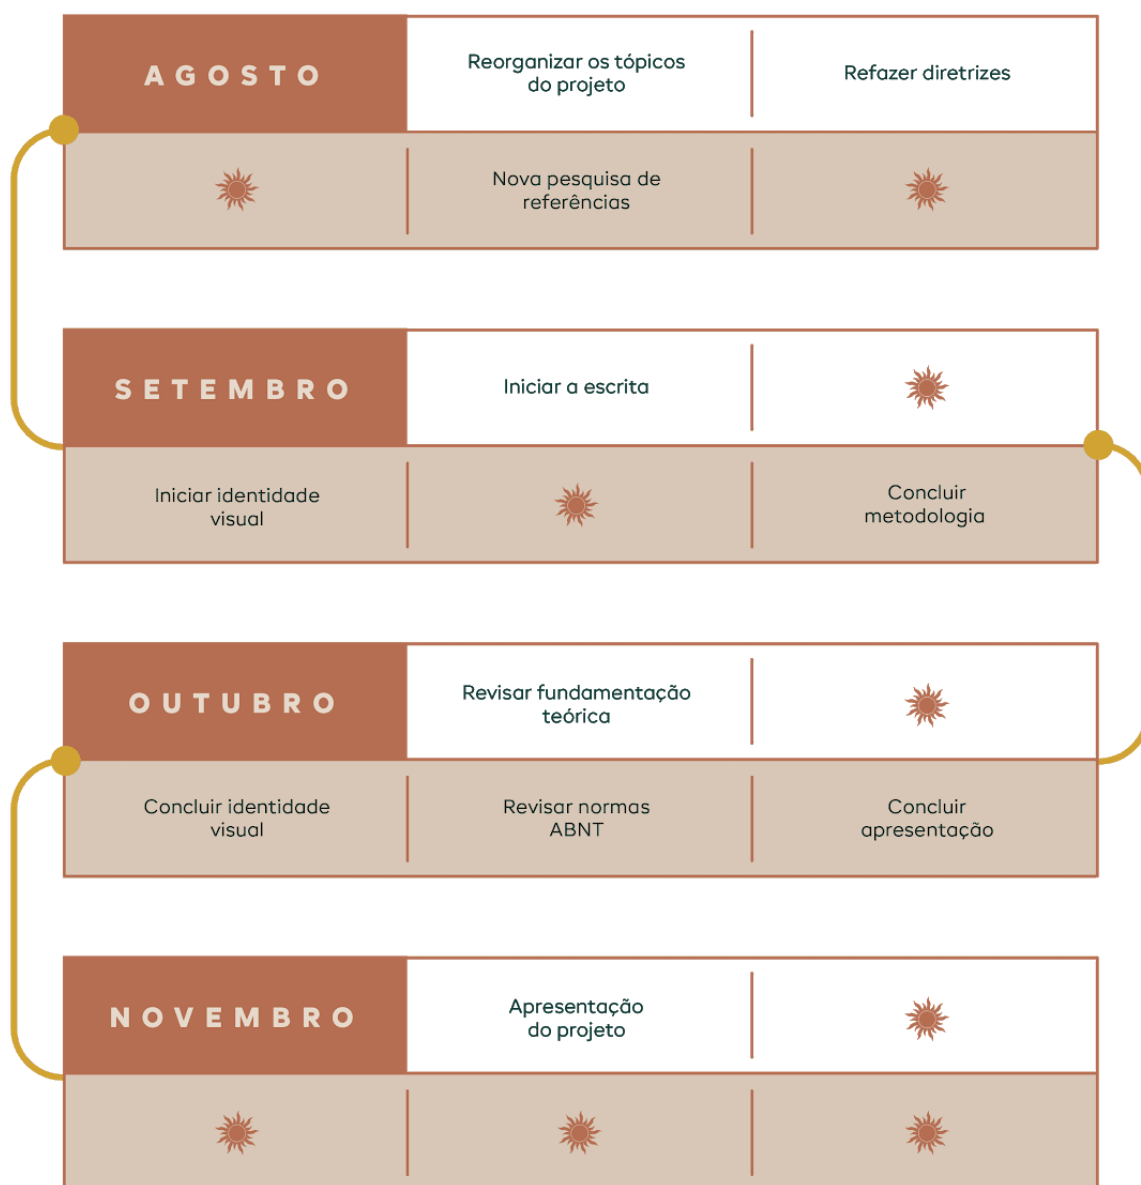 AGOSTO
Reorganizar os tópicos
do projeto
Refazer diretrizes
Nova pesquisa de
referências
SETEMBRO
Iniciar a escrita
Iniciar identidade
visual
Concluir
metodologia
OUTUBRO
Revisar fundamentação
teórica
Concluir identidade
visual
Revisar normas
ABNT
Concluir
apresentação
NOVEMBRO
Apresentação
do projeto